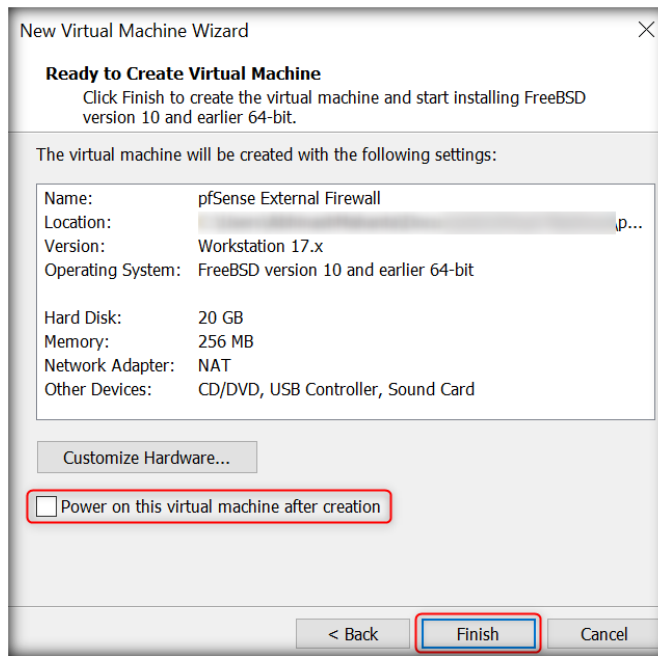 New Virtual Machine Wizard
Ready to Create Virtual Machine
Click Finish to create the virtual machine and start installing FreeBSD
version 10 and earlier 64-bit.
The virtual machine will be created with the following settings:
Name: pfSense External Firewall
Location: \p...
Version: Workstation 17.x
Operating System: FreeBSD version 10 and earlier 64-bit
Hard Disk: 20 GB
Memory: 256 MB
Network Adapter: NAT
Other Devices: CD/DVD, USB Controller, Sound Card
Customize Hardware...
Power on this virtual machine after creation
< Back Finish Cancel